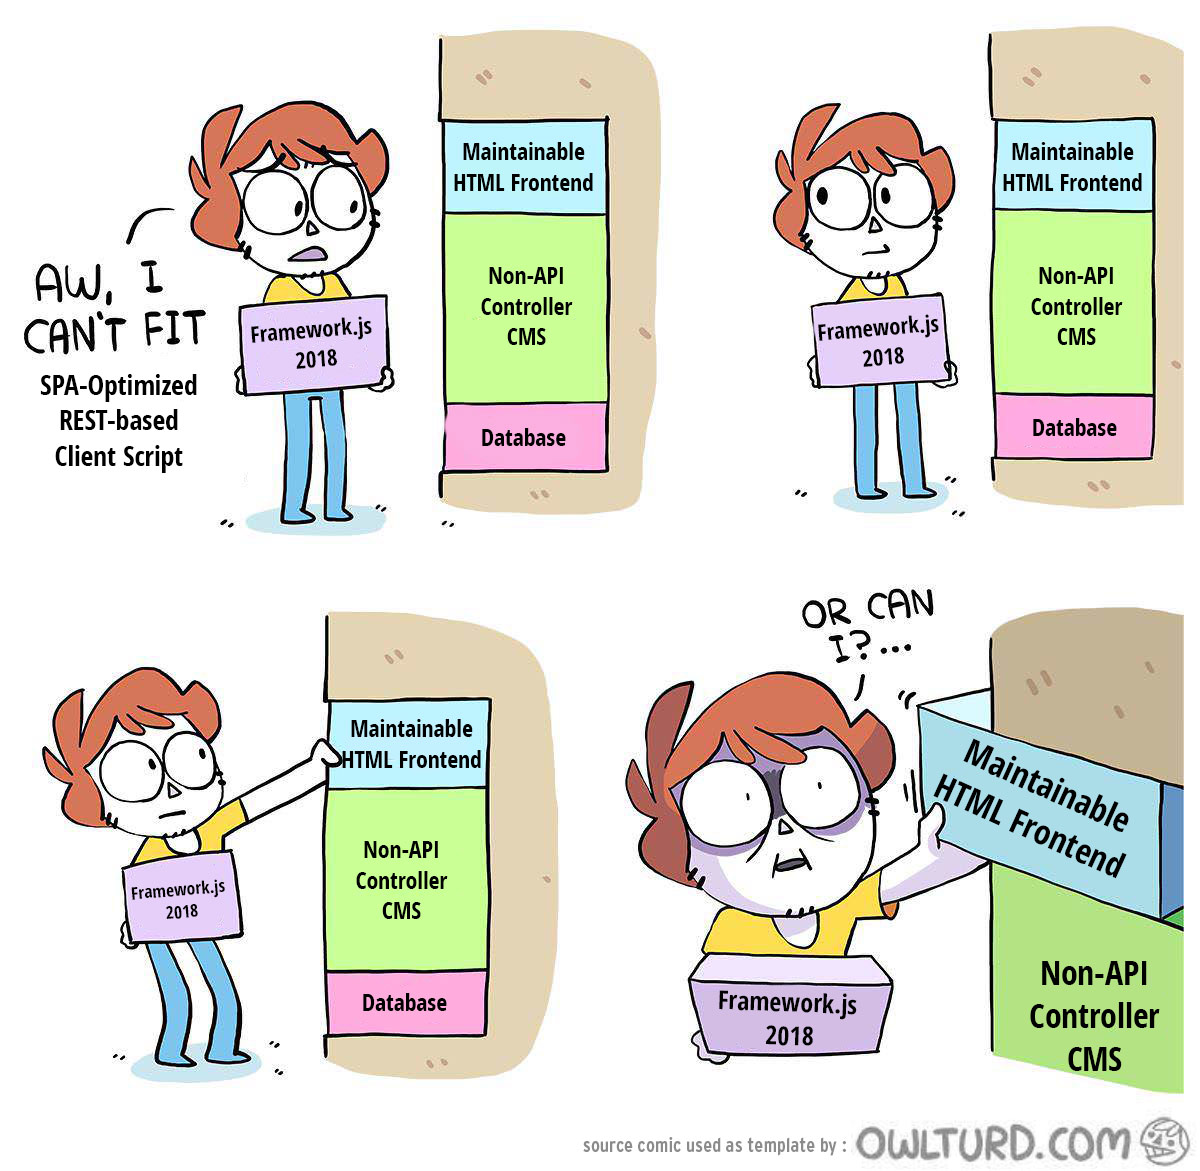 AW, I
CAN'T FIT
SPA-Optimized
REST-based
Client Script
Framework.js
2018
Maintainable
HTML Frontend
Non-API
Controller
CMS
Database
Framework.js
2018
Maintainable
HTML Frontend
Non-API
Controller
CMS
Database
Framework.js
2018
Maintainable
HTML Frontend
Non-API
Controller
CMS
Database
OR CAN
I?...
Framework.js
2018
Maintainable
HTML Frontend
Non-API
Controller
CMS
source comic used as template by : OWLTURD.COM